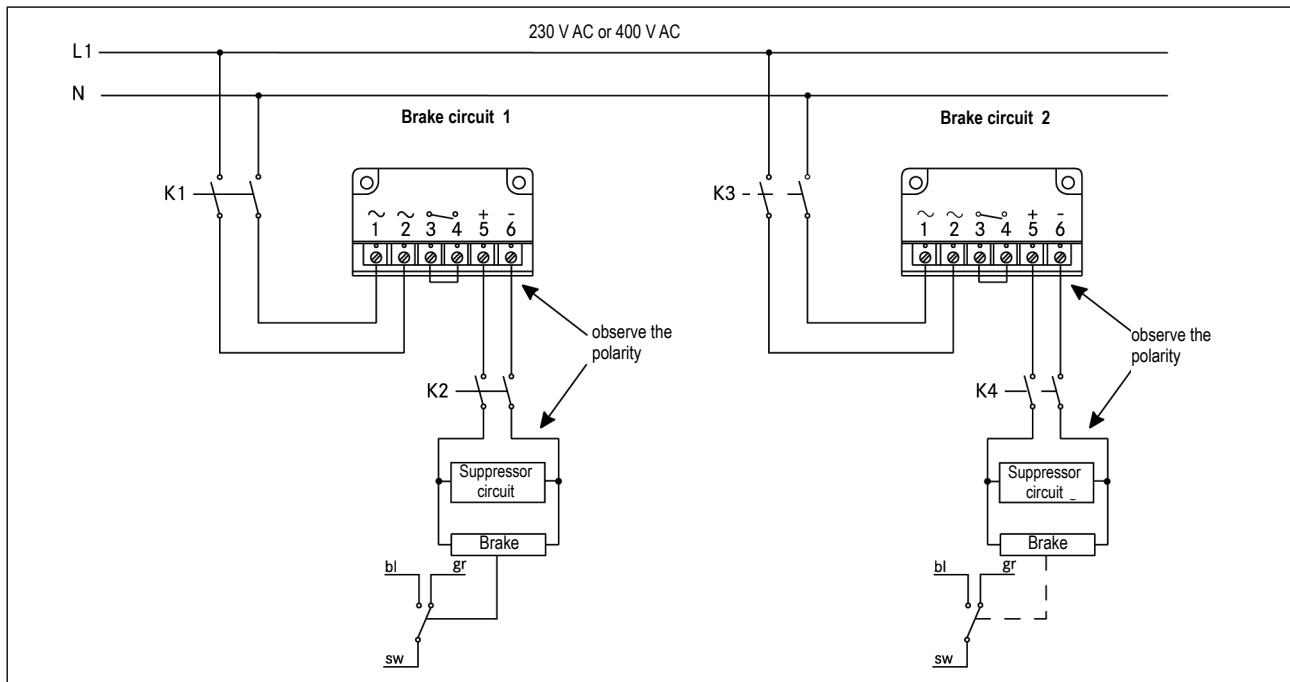 230 V AC or 400 V AC
L1
N
Brake circuit 1
K1
1 2 3 4 5 6
+ -
observe the
polarity
K2
Suppressor
circuit
Brake
bl
gr
sw
Brake circuit 2
K3
1 2 3 4 5 6
+ -
observe the
polarity
K4
Suppressor
circuit
Brake
bl
gr
sw